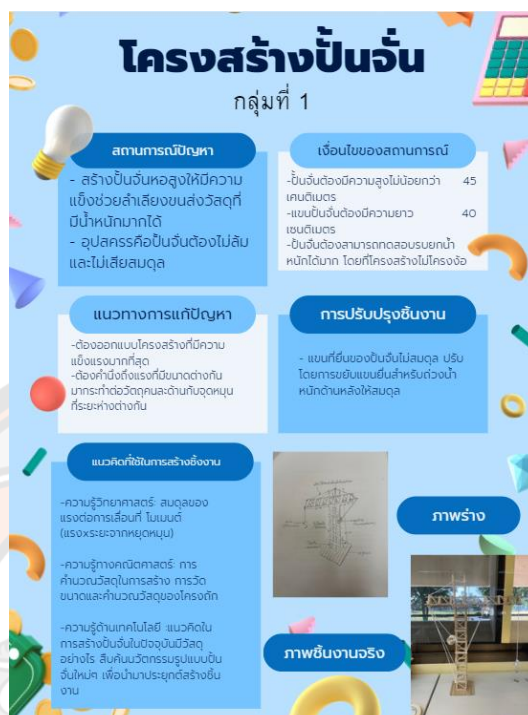 โครงสร้างปั้นจั่น
กลุ่มที่ 1
สถานการณ์ปัญหา
- สร้างปั้นจั่นหอสูงให้มีความ
แข็งช่วยลำเลียงขนส่งวัสดุที่
มีน้ำหนักมากได้
- อุปสรรคคือปั้นจั่นต้องไม่ล้ม
และไม่เสียสมดุล
เงื่อนไขของสถานการณ์
-ปั้นจั่นต้องมีความสูงไม่น้อยกว่า 45
เศนติเมตร
-แขนปั้นจั่นต้องมีความยาว 40
เซนติเมตร
-ปั้นจั่นต้องสามารถทดสอบรบยกน้ำ
หนักได้มาก โดยที่โครงสร้างไม่โครงง้อ
แนวทางการแก้ปัญหา
-ต้องออกแบบโครงสร้างที่มีความ
แข็งแรงมากที่สุด
-ต้องคำนึงถึงแรงที่มีขนาดต่างกัน
มากระทำต่อวัตถุคนละด้านกับจุดหมุน
ที่ระยะห่างต่างกัน
การปรับปรุงชิ้นงาน
- แขนที่ยื่นของปั้นจั่นไม่สมดุล ปรับ
โดยการขยับแขนยื่นสำหรับถ่วงน้ำ
หนักด้านหลังให้สมดุล
แนวคิดที่ใช้ในการสร้างชิ้งงาน
-ความรู้วิทยาศาสตร์: สมดุลของ
แรงต่อการเลื่อนที่ โมเมนต์
(แรงxระยะจากหยุดหมุน)
-ความรู้ทางคณิตศาสตร์: การ
คำนวณวัสดุในการสร้าง การวัด
ขนาดและคำนวณวัสดุของโครงถัก
-ความรู้ด้านเทคโนโลยี :แนวคิดใน
การสร้างปั้นจั่นในปัจจุบันมีวัสดุ
อย่างไร สืบค้นนวัตกรรมรูปแบบปั้น
จั่นใหม่ๆ เพื่อนำมาประยุกต์สร้างชิ้น
งาน
ภาพร่าง
ภาพชิ้นงานจริง